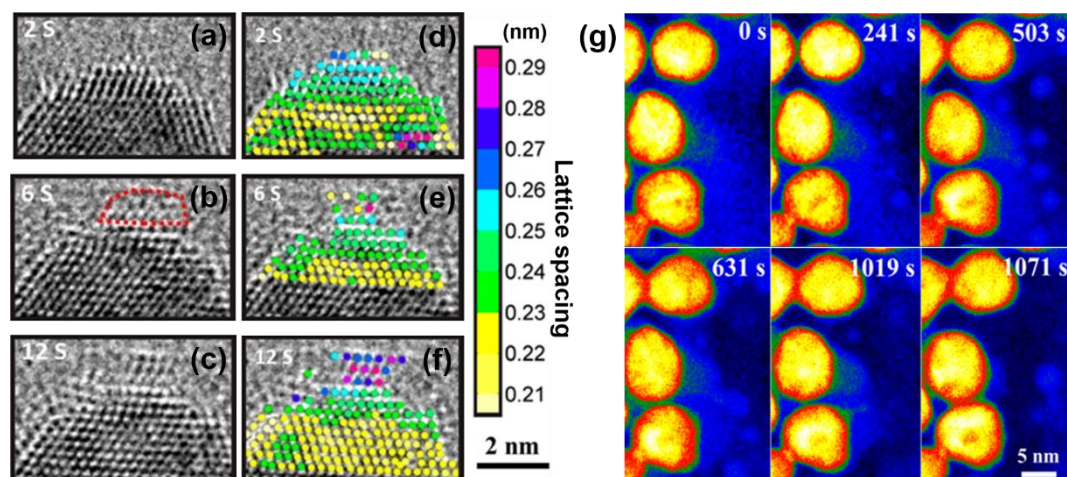 2 S (a)
2 S (d)
6 S (b)
6 S (e)
12 S (c)
12 S (f)
(nm)
0.29
0.28
0.27
0.26
0.25
0.24
0.23
0.22
0.21
Lattice spacing
2 nm
(g)
0 s
241 s
503 s
631 s
1019 s
1071 s
5 nm